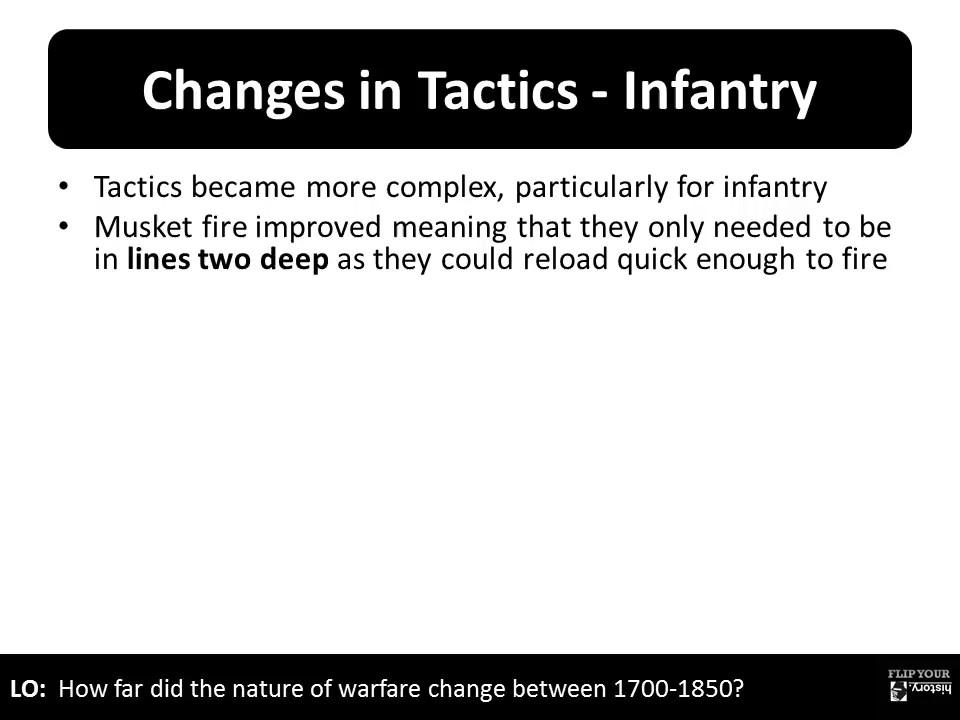 Changes in Tactics - Infantry
• Tactics became more complex, particularly for infantry
• Musket fire improved meaning that they only needed to be
in lines two deep as they could reload quick enough to fire
LO: How far did the nature of warfare change between 1700-1850?
FLIP YOUR
history.